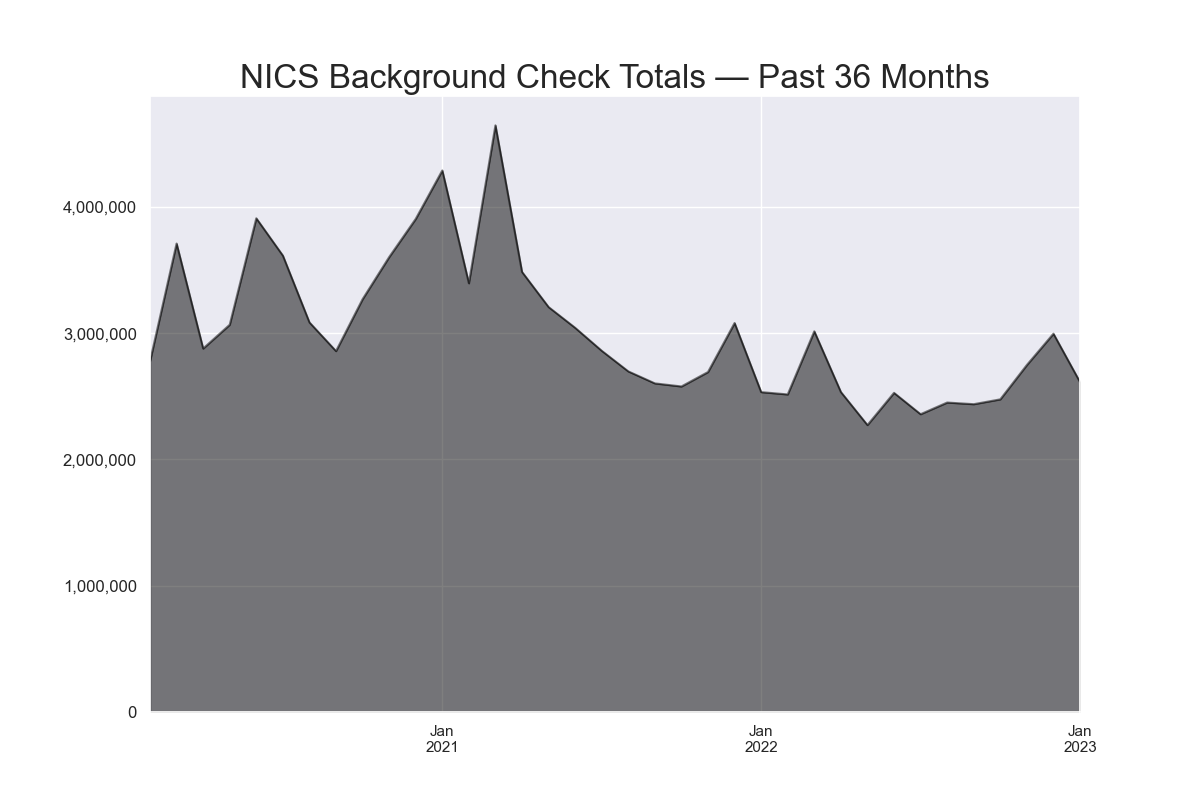 NICS Background Check Totals — Past 36 Months
4,000,000
3,000,000
2,000,000
1,000,000
0
Jan
2021
Jan
2022
Jan
2023